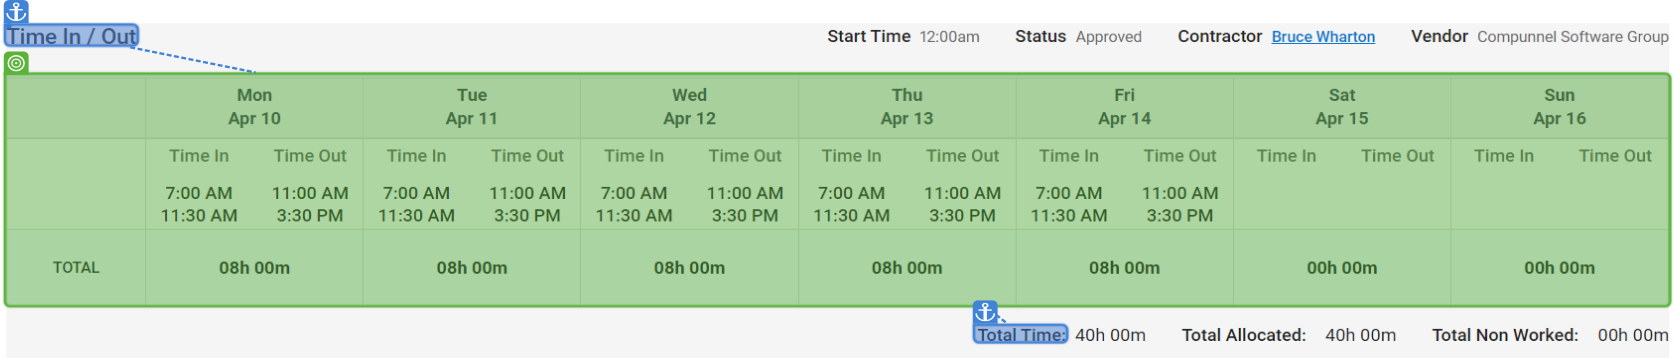 Time In / Out Start Time 12:00am Status Approved Contractor Bruce Wharton Vendor Compunnel Software Group
Mon Tue Wed Thu Fri Sat Sun
Apr 10 Apr 11 Apr 12 Apr 13 Apr 14 Apr 15 Apr 16
Time In Time Out Time In Time Out Time In Time Out Time In Time Out Time In Time Out Time In Time Out Time In Time Out
7:00 AM 11:00 AM 7:00 AM 11:00 AM 7:00 AM 11:00 AM 7:00 AM 11:00 AM 7:00 AM 11:00 AM
11:30 AM 3:30 PM 11:30 AM 3:30 PM 11:30 AM 3:30 PM 11:30 AM 3:30 PM 11:30 AM 3:30 PM
TOTAL 08h 00m 08h 00m 08h 00m 08h 00m 08h 00m 00h 00m 00h 00m
Total Time: 40h 00m Total Allocated: 40h 00m Total Non Worked: 00h 00m